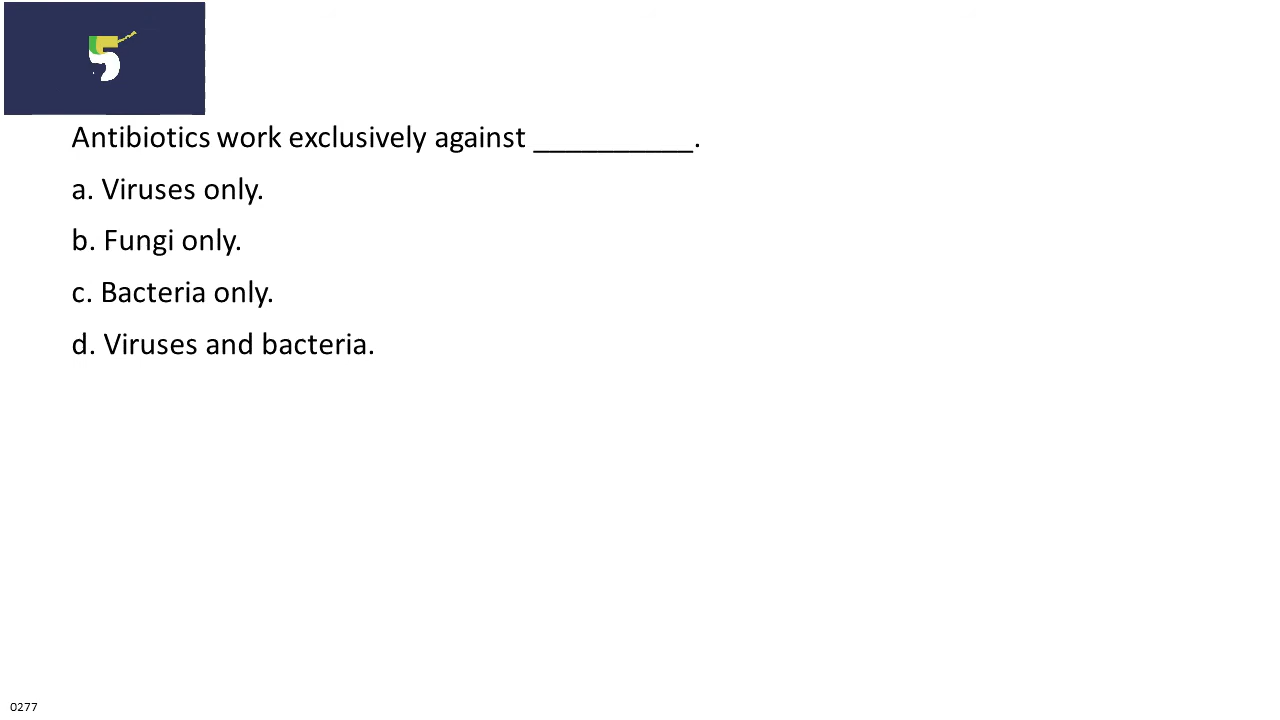 5
Antibiotics work exclusively against __________.
a. Viruses only.
b. Fungi only.
c. Bacteria only.
d. Viruses and bacteria.
0277